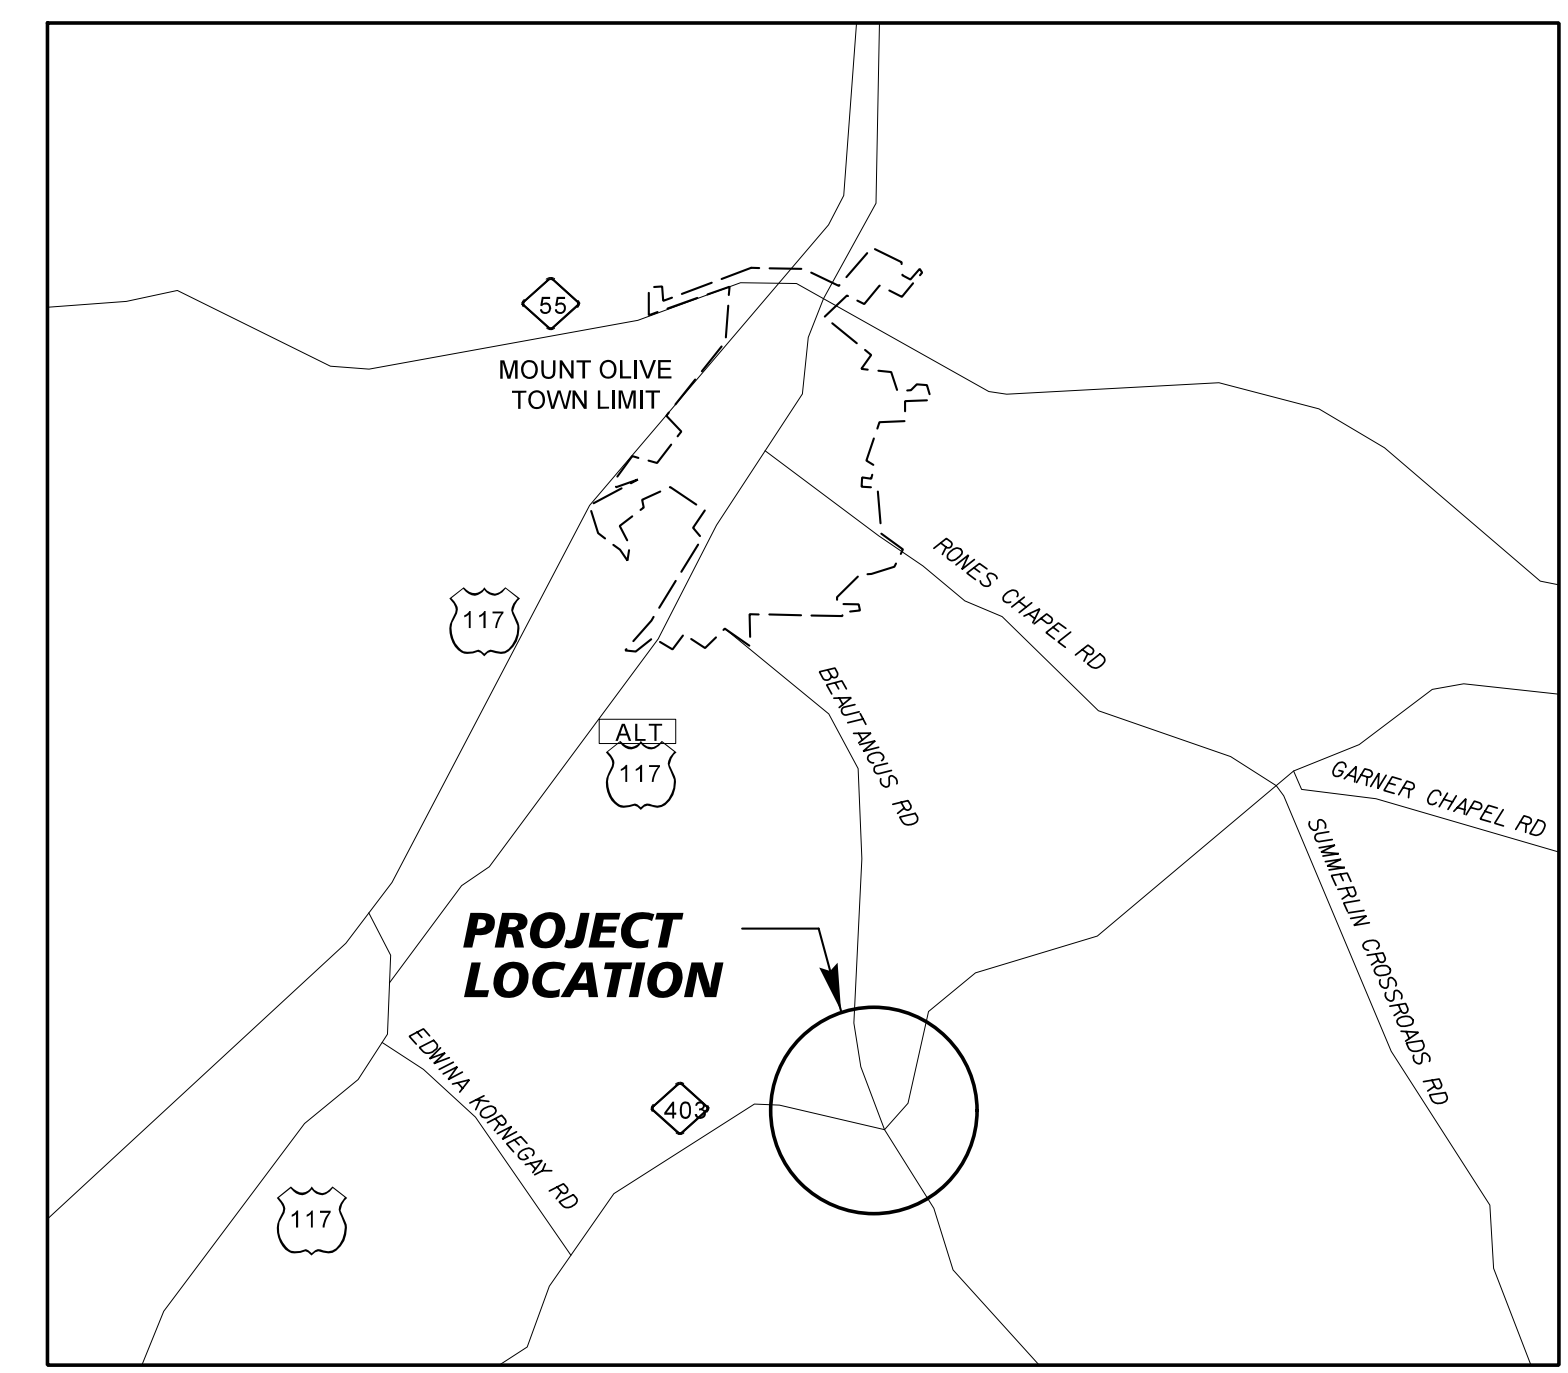 55
MOUNT OLIVE
TOWN LIMIT
RONES CHAPEL RD
117
BEAUTANCUS RD
ALT
117
GARNER CHAPEL RD
SUMMERLIN CROSSROADS RD
PROJECT
LOCATION
EDWINA KORNEGAY RD
403
117